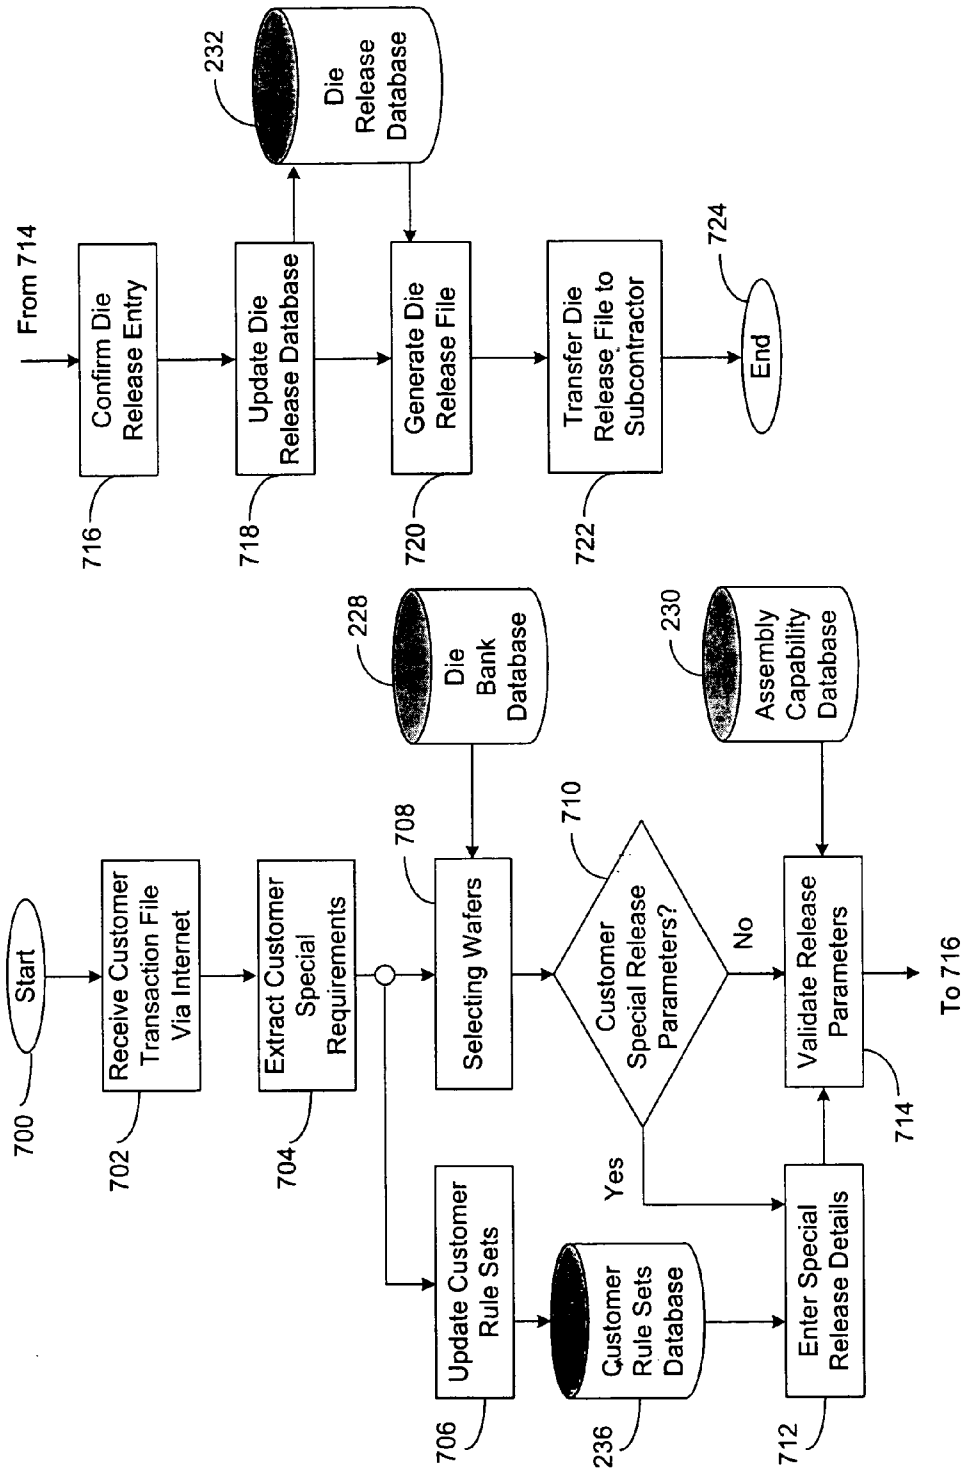 700
Start
702
Receive Customer
Transaction File
Via Internet
704
Extract Customer
Special
Requirements
706
Update Customer
Rule Sets
708
Selecting Wafers
228
Die
Bank
Database
236
Customer
Rule Sets
Database
710
Customer
Special Release
Parameters?
Yes
No
712
Enter Special
Release Details
714
Validate Release
Parameters
230
Assembly
Capability
Database
To 716
From 714
716
Confirm Die
Release Entry
718
Update Die
Release Database
232
Die
Release
Database
720
Generate Die
Release File
722
Transfer Die
Release File to
Subcontractor
724
End